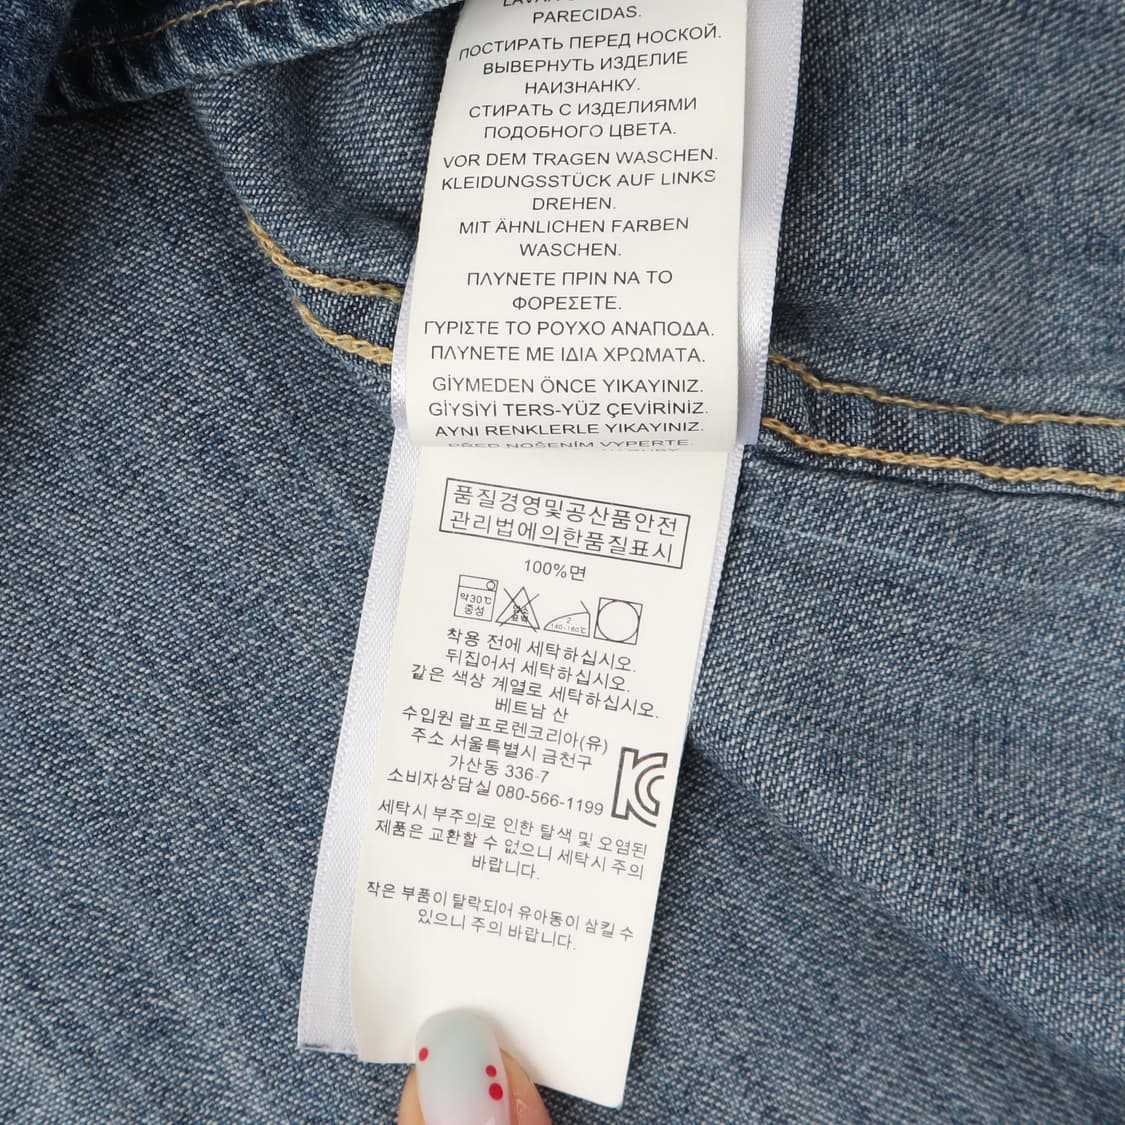 PARECIDAS.
ПОСТИРАТЬ ПЕРЕД НОСКОЙ.
ВЫВЕРНУТЬ ИЗДЕЛИЕ
НАИЗНАНКУ.
СТИРАТЬ С ИЗДЕЛИЯМИ
ПОДОБНОГО ЦВЕТА.
VOR DEM TRAGEN WASCHEN.
KLEIDUNGSSTÜCK AUF LINKS
DREHEN.
MIT ÄHNLICHEN FARBEN
WASCHEN.
ΠΛΥΝΕΤΕ ΠΡΙΝ ΝΑ ΤΟ
ΦΟΡΕΣΕΤΕ.
ΓΥΡΙΣΤΕ ΤΟ ΡΟΥΧΟ ΑΝΑΠΟΔΑ.
ΠΛΥΝΕΤΕ ΜΕ ΙΔΙΑ ΧΡΩΜΑΤΑ.
GİYMEDEN ÖNCE YIKAYINIZ.
GİYSİYİ TERS-YÜZ ÇEVİRİNİZ.
AYNI RENKLERLE YIKAYINIZ.
PŘED NOŠENÍM VYPERTE.
품질경영및공산품안전
관리법에의한품질표시
100%면
약30℃
중성
염소
표백
2
140-160℃
착용 전에 세탁하십시오.
뒤집어서 세탁하십시오.
같은 색상 계열로 세탁하십시오.
베트남 산
수입원 랄프로렌코리아(유)
주소 서울특별시 금천구
가산동 336-7
소비자상담실 080-566-1199
세탁시 부주의로 인한 탈색 및 오염된
제품은 교환할 수 없으니 세탁시 주의
바랍니다.
작은 부품이 탈락되어 유아동이 삼킬 수
있으니 주의 바랍니다.